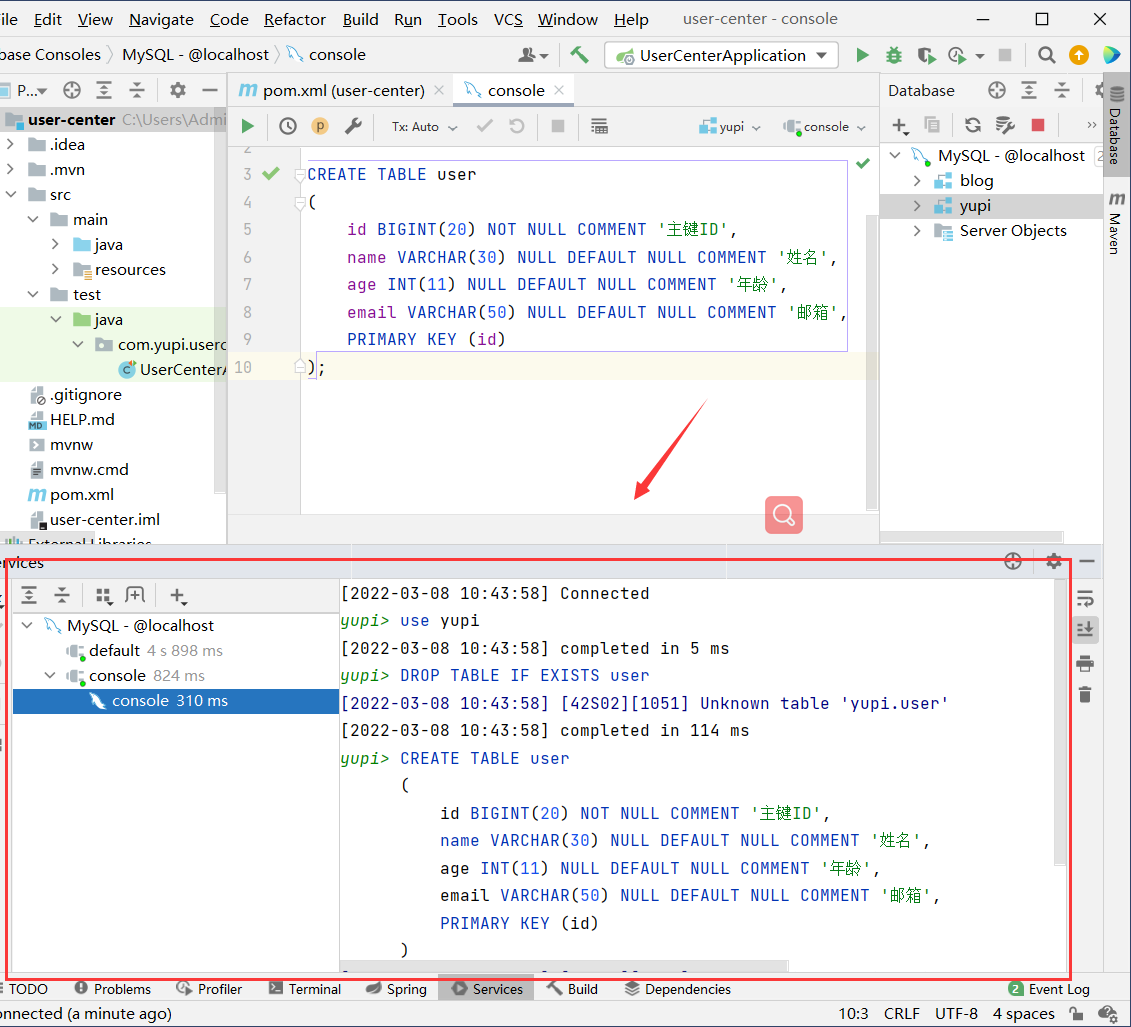 ile Edit View Navigate Code Refactor Build Run Tools VCS Window Help user-center - console
base Consoles MySQL - @localhost console UserCenterApplication
P... pom.xml (user-center) console Database
user-center C:\Users\Admi
Tx: Auto yupi console
.idea
.mvn
src
main
java
resources
test
java
com.yupi.userc
UserCenterA
.gitignore
HELP.md
mvnw
mvnw.cmd
pom.xml
user-center.iml
External Libraries
2
3 CREATE TABLE user
4 (
5 id BIGINT(20) NOT NULL COMMENT '主键ID',
6 name VARCHAR(30) NULL DEFAULT NULL COMMENT '姓名',
7 age INT(11) NULL DEFAULT NULL COMMENT '年龄',
8 email VARCHAR(50) NULL DEFAULT NULL COMMENT '邮箱',
9 PRIMARY KEY (id)
10 );
MySQL - @localhost 2
blog
yupi
Server Objects
Database
Maven
ervices
MySQL - @localhost
default 4 s 898 ms
console 824 ms
console 310 ms
[2022-03-08 10:43:58] Connected
yupi> use yupi
[2022-03-08 10:43:58] completed in 5 ms
yupi> DROP TABLE IF EXISTS user
[2022-03-08 10:43:58] [42S02][1051] Unknown table 'yupi.user'
[2022-03-08 10:43:58] completed in 114 ms
yupi> CREATE TABLE user
(
id BIGINT(20) NOT NULL COMMENT '主键ID',
name VARCHAR(30) NULL DEFAULT NULL COMMENT '姓名',
age INT(11) NULL DEFAULT NULL COMMENT '年龄',
email VARCHAR(50) NULL DEFAULT NULL COMMENT '邮箱',
PRIMARY KEY (id)
)
TODO Problems Profiler Terminal Spring Services Build Dependencies 2 Event Log
onnected (a minute ago) 10:3 CRLF UTF-8 4 spaces